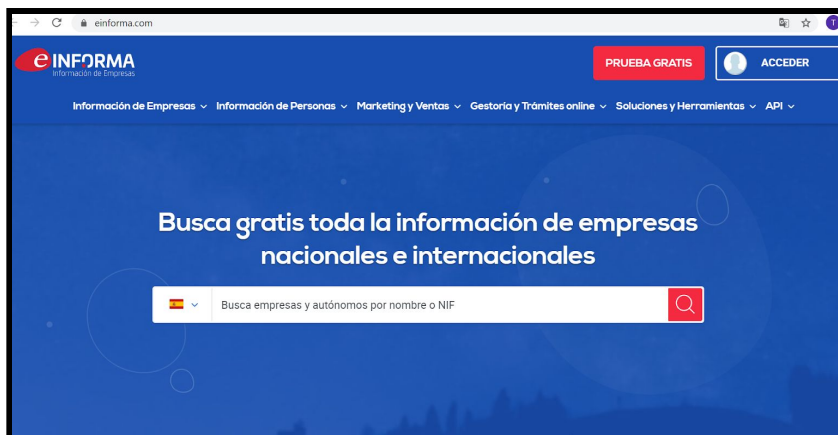 einforma.com
eINFORMA
Información de Empresas
PRUEBA GRATIS
ACCEDER
Información de Empresas
Información de Personas
Marketing y Ventas
Gestoría y Trámites online
Soluciones y Herramientas
API
Busca gratis toda la información de empresas
nacionales e internacionales
Busca empresas y autónomos por nombre o NIF
T